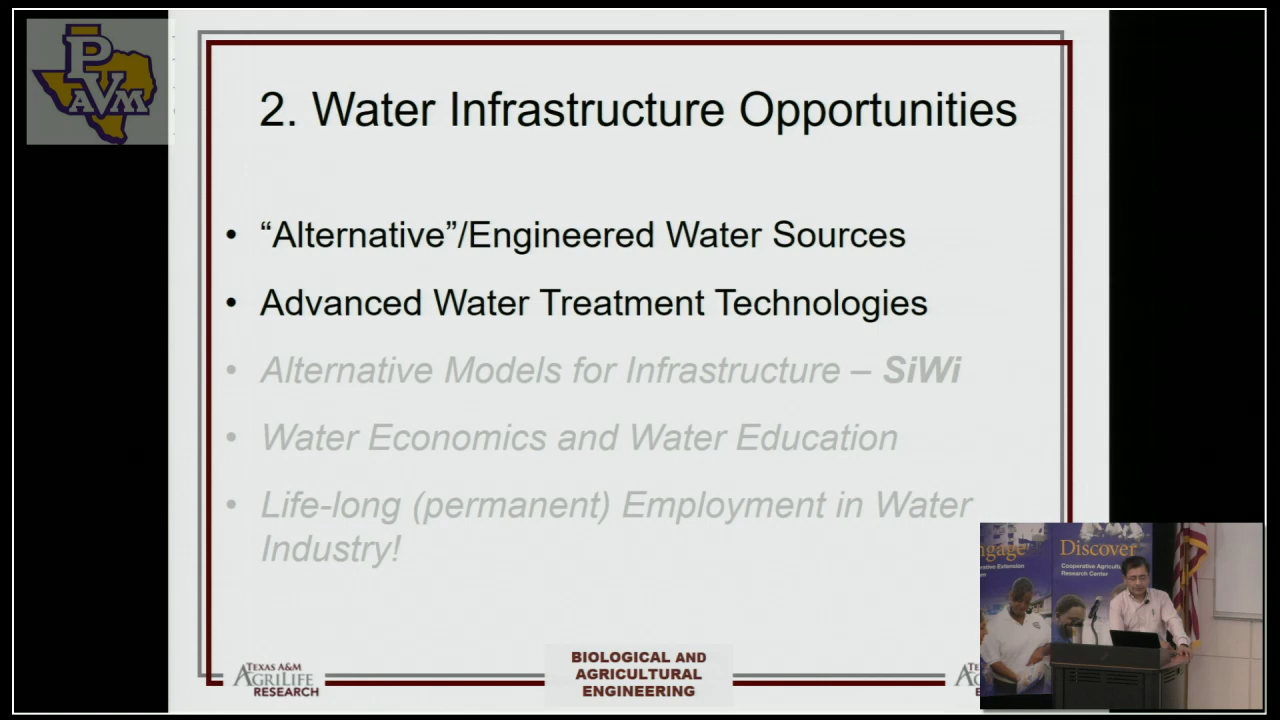 PVAMU
2. Water Infrastructure Opportunities
• “Alternative”/Engineered Water Sources
• Advanced Water Treatment Technologies
• Alternative Models for Infrastructure – SiWi
• Water Economics and Water Education
• Life-long (permanent) Employment in Water
Industry!
Discover
Cooperative Extension
Cooperative
Research Center
TEXAS A&M
AGRILIFE
RESEARCH
BIOLOGICAL AND
AGRICULTURAL
ENGINEERING